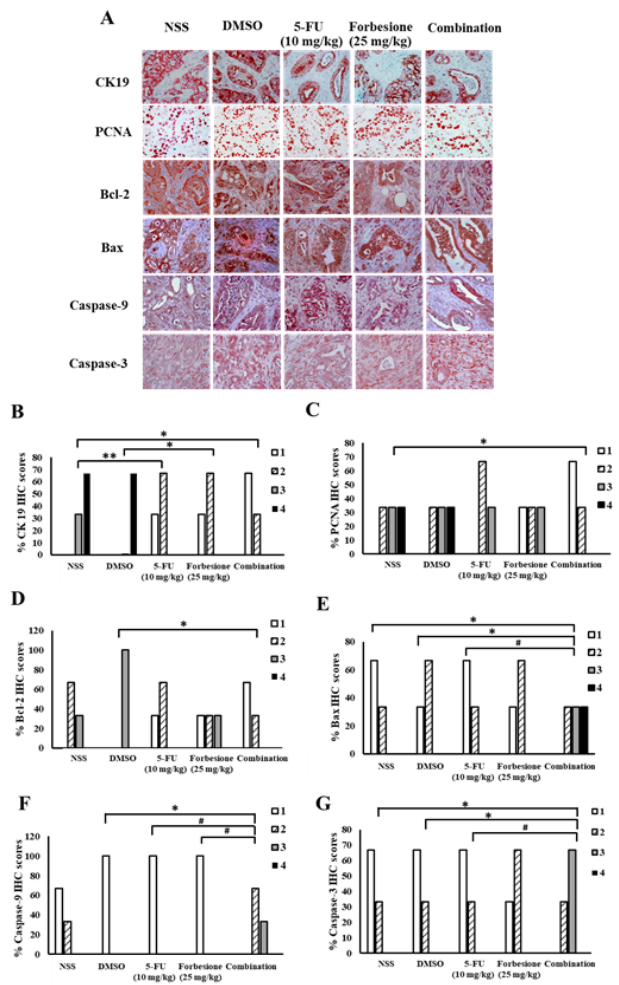 A
NSS DMSO 5-FU Forbesione Combination
(10 mg/kg) (25 mg/kg)
CK19
PCNA
Bcl-2
Bax
Caspase-9
Caspase-3
B
% CK 19 IHC scores
80
70
60
50
40
30
20
10
0
*
** *
1
2
3
4
NSS DMSO 5-FU Forbesione Combination
(10 mg/kg) (25 mg/kg)
C
% PCNA IHC scores
80
70
60
50
40
30
20
10
0
*
1
2
3
4
NSS DMSO 5-FU Forbesione Combination
(10 mg/kg) (25 mg/kg)
D
% Bcl-2 IHC scores
120
100
80
60
40
20
0
*
1
2
3
4
NSS DMSO 5-FU Forbesione Combination
(10 mg/kg) (25 mg/kg)
E
% Bax IHC scores
80
60
40
20
0
*
*
#
1
2
3
4
NSS DMSO 5-FU Forbesione Combination
(10 mg/kg) (25 mg/kg)
F
% Caspase-9 IHC scores
120
100
80
60
40
20
0
*
#
#
1
2
3
4
NSS DMSO 5-FU Forbesione Combination
(10 mg/kg) (25 mg/kg)
G
% Caspase-3 IHC scores
80
70
60
50
40
30
20
10
0
*
*
#
1
2
3
4
NSS DMSO 5-FU Forbesione Combination
(10 mg/kg) (25 mg/kg)